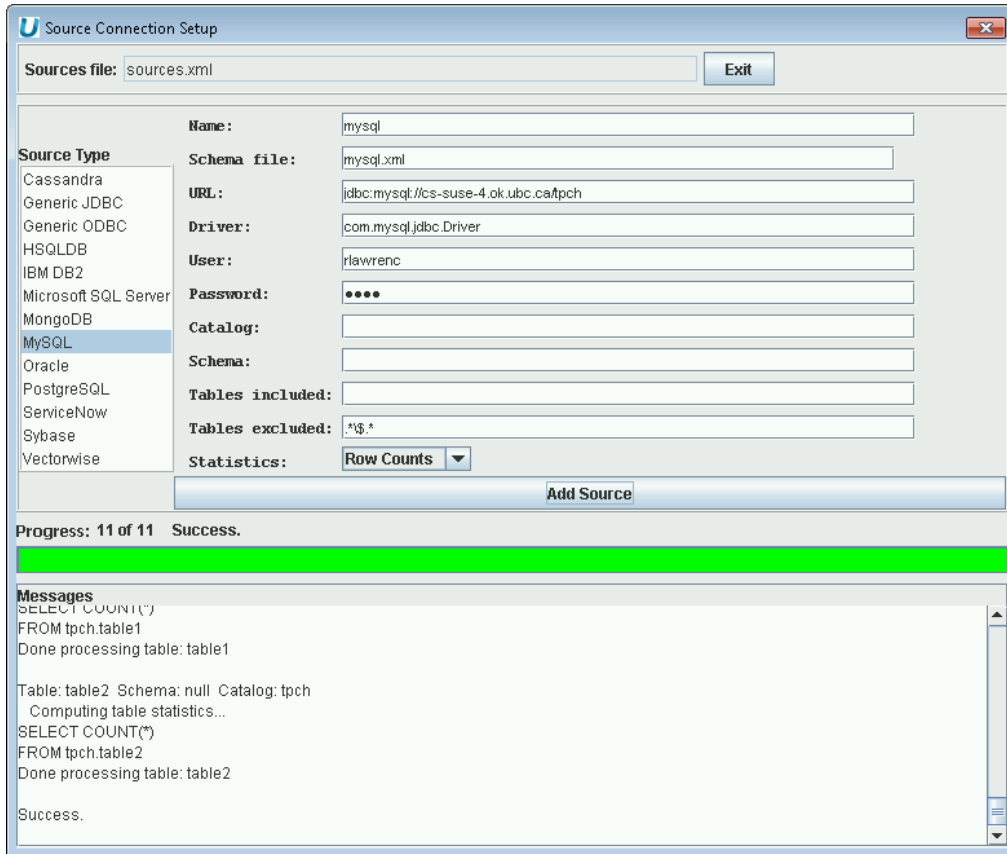 Source Connection Setup
Sources file: sources.xml Exit
Name: mysql
Source Type
Cassandra
Generic JDBC
Generic ODBC
HSQLDB
IBM DB2
Microsoft SQL Server
MongoDB
MySQL
Oracle
PostgreSQL
ServiceNow
Sybase
Vectorwise
Schema file: mysql.xml
URL: jdbc:mysql://cs-suse-4.ok.ubc.ca/tpch
Driver: com.mysql.jdbc.Driver
User: rlawrenc
Password: ●●●●
Catalog:
Schema:
Tables included:
Tables excluded: .*\$.*
Statistics: Row Counts
Add Source
Progress: 11 of 11 Success.
Messages
SELECT COUNT(*)
FROM tpch.table1
Done processing table: table1
Table: table2 Schema: null Catalog: tpch
Computing table statistics...
SELECT COUNT(*)
FROM tpch.table2
Done processing table: table2
Success.